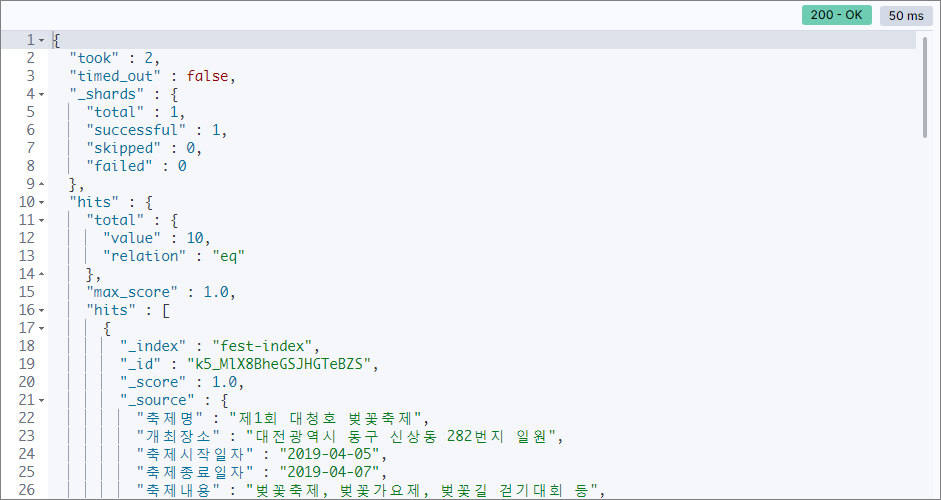 200 - OK 50 ms
1 {
2 "took" : 2,
3 "timed_out" : false,
4 "_shards" : {
5 "total" : 1,
6 "successful" : 1,
7 "skipped" : 0,
8 "failed" : 0
9 },
10 "hits" : {
11 "total" : {
12 "value" : 10,
13 "relation" : "eq"
14 },
15 "max_score" : 1.0,
16 "hits" : [
17 {
18 "_index" : "fest-index",
19 "_id" : "k5_MlX8BheGSJHGTeBZS",
20 "_score" : 1.0,
21 "_source" : {
22 "축제명" : "제1회 대청호 벚꽃축제",
23 "개최장소" : "대전광역시 동구 신상동 282번지 일원",
24 "축제시작일자" : "2019-04-05",
25 "축제종료일자" : "2019-04-07",
26 "축제내용" : "벚꽃축제, 벚꽃가요제, 벚꽃길 걷기대회 등",